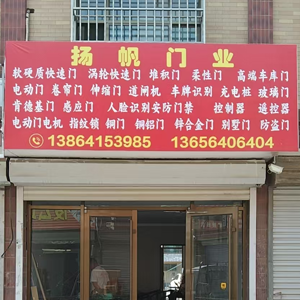 扬帆门业
软硬质快速门 涡轮快速门 堆积门 柔性门 高端车库门
电动门 卷帘门 伸缩门 道闸机 车牌识别 充电桩 玻璃门
肯德基门 感应门 人脸识别安防门禁 控制器 遥控器
电动门电机 指纹锁 铜门 铜铝门 锌合金门 别墅门 防盗门
13864153985 13656406404